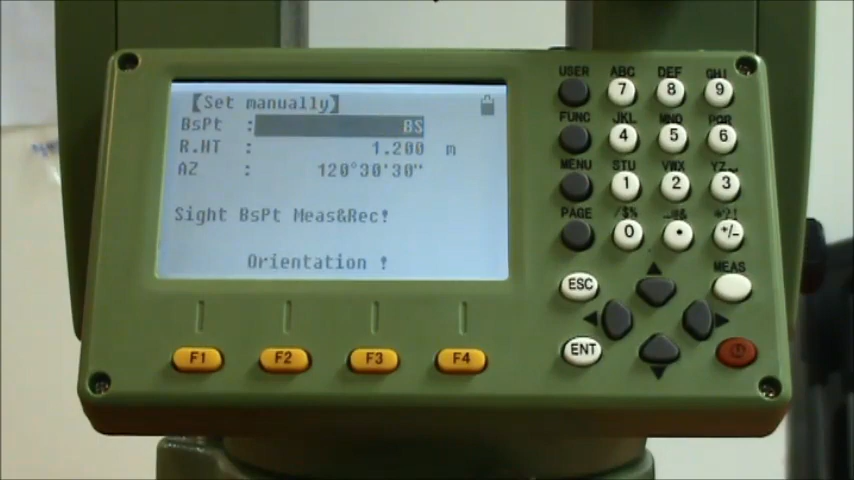 【Set manually】
BsPt : BS
R.HT : 1.200 m
AZ : 120°30'30"
Sight BsPt Meas&Rec!
Orientation !
USER ABC DEF GHI
7 8 9
FUNC JKL MNO PQR
4 5 6
MENU STU VWX YZ
1 2 3
PAGE /$%
0 • +/-
MEAS
ESC
ENT
F1 F2 F3 F4